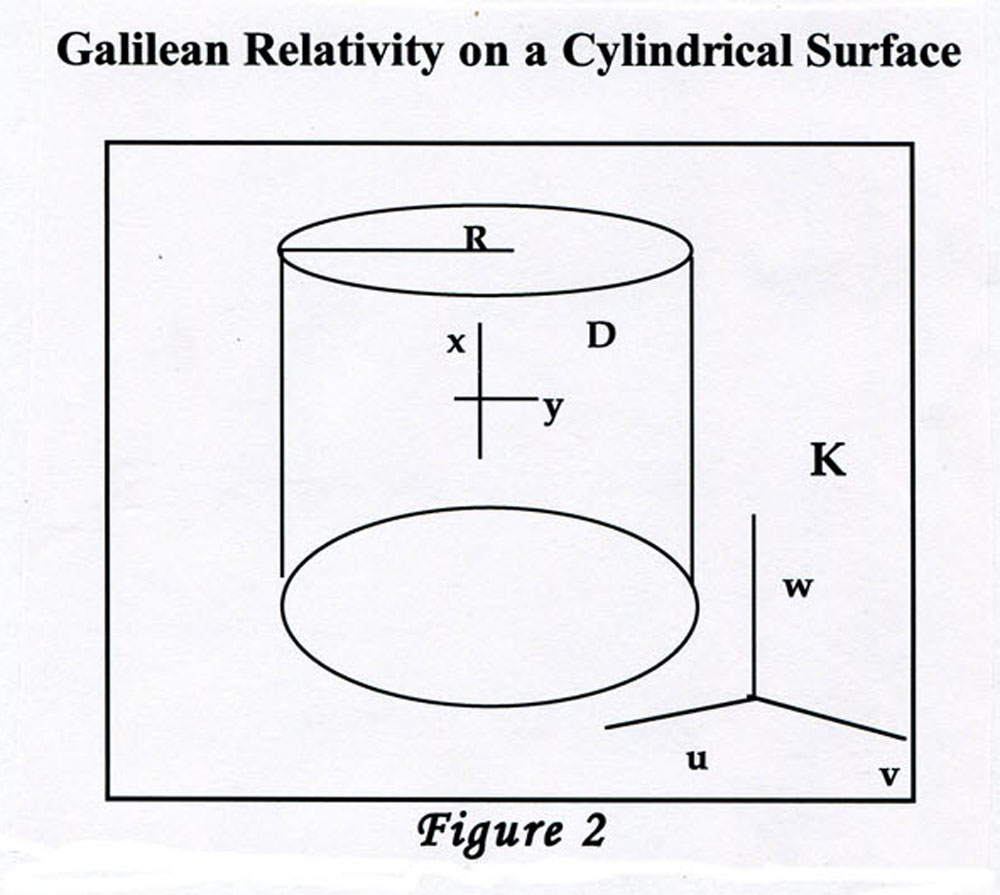 Galilean Relativity on a Cylindrical Surface
R
x
D
y
K
w
u
v
Figure 2